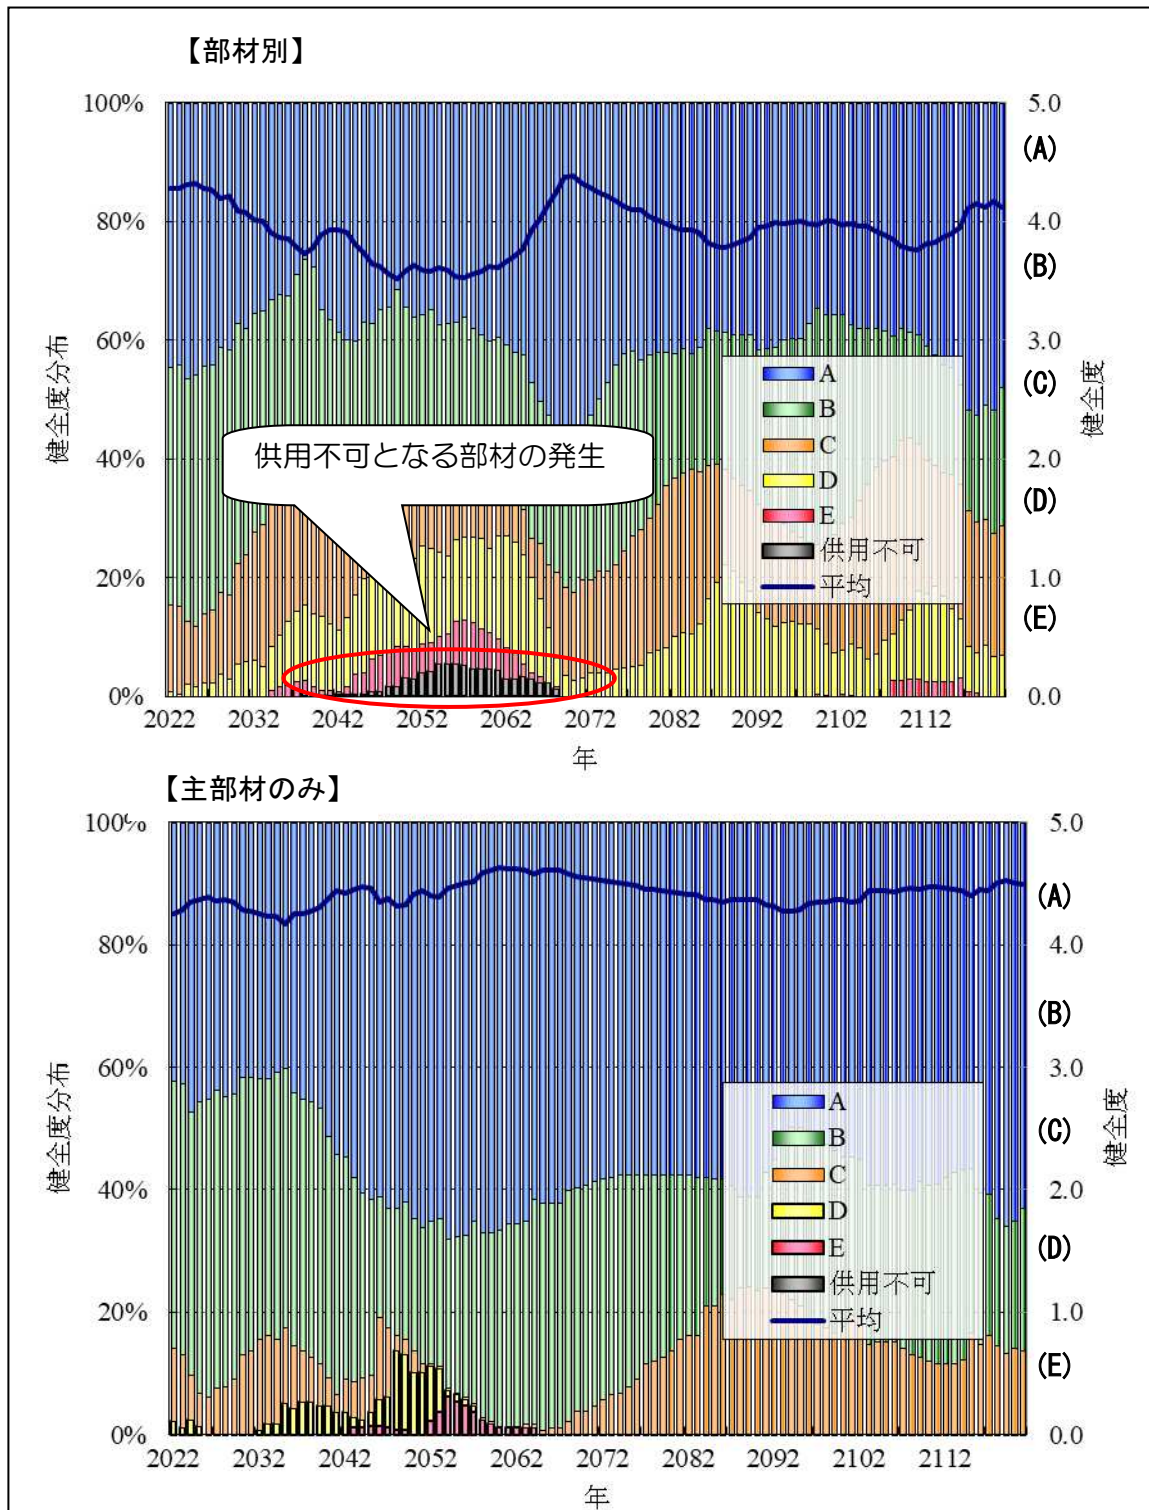 【部材別】
100%
80%
60%
40%
20%
0%
健全度分布
5.0
4.0
3.0
2.0
1.0
0.0
(A)
(B)
(C)
(D)
(E)
健全度
供用不可となる部材の発生
A
B
C
D
E
供用不可
平均
2022 2032 2042 2052 2062 2072 2082 2092 2102 2112
年
【主部材のみ】
100%
80%
60%
40%
20%
0%
健全度分布
5.0
4.0
3.0
2.0
1.0
0.0
(A)
(B)
(C)
(D)
(E)
健全度
A
B
C
D
E
供用不可
平均
2022 2032 2042 2052 2062 2072 2082 2092 2102 2112
年